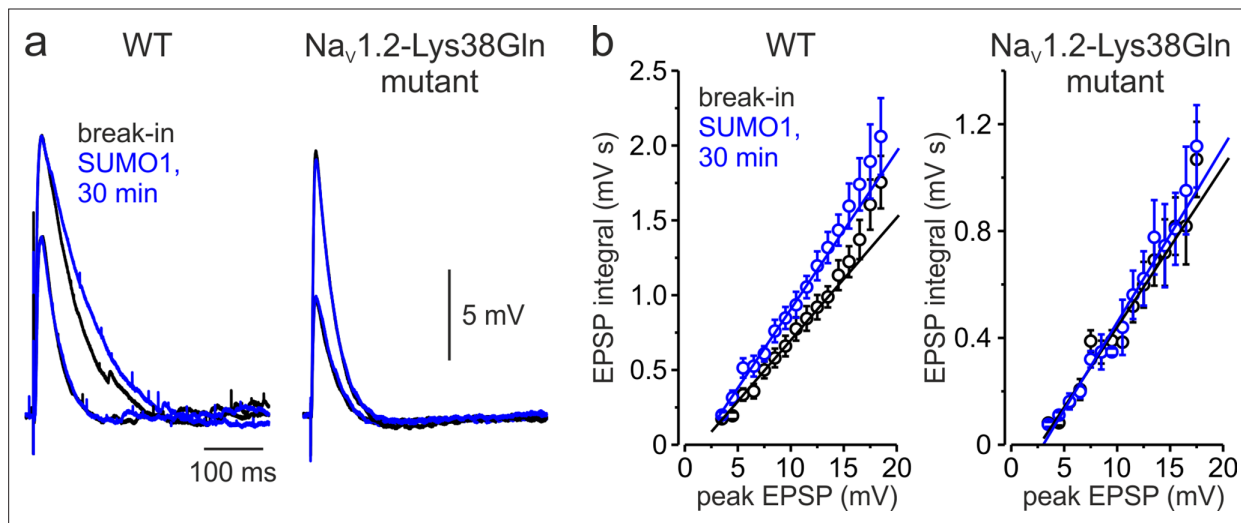 a
WT
Nav1.2-Lys38Gln
mutant
break-in
SUMO1,
30 min
5 mV
100 ms
b
WT
Nav1.2-Lys38Gln
mutant
break-in
SUMO1,
30 min
EPSP integral (mV s)
2.5
2.0
1.5
1.0
0.5
0
0
5
10
15
20
peak EPSP (mV)
EPSP integral (mV s)
1.2
0.8
0.4
0
0
5
10
15
20
peak EPSP (mV)